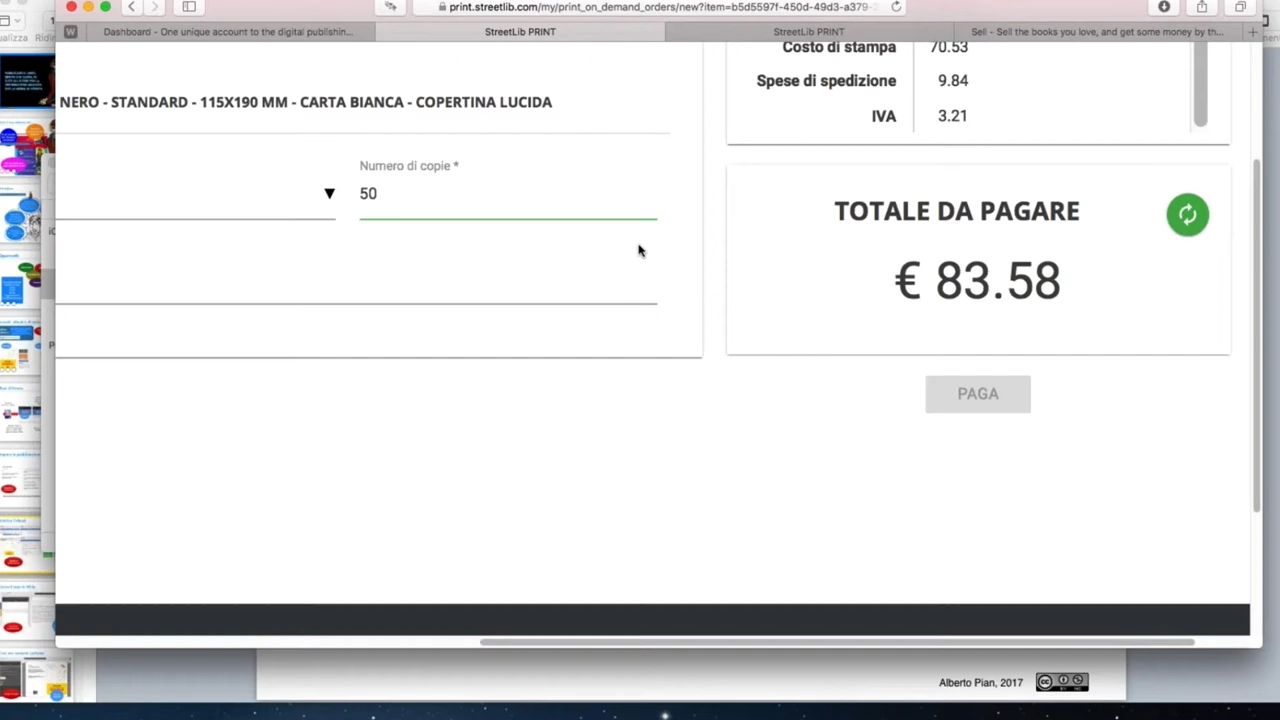 print.streetlib.com/my/print_on_demand_orders/new?item=b5d5597f-450d-49d3-a379-2
Dashboard - One unique account to the digital publishin...
StreetLib PRINT
StreetLib PRINT
Sell - Sell the books you love, and get some money by th...
Costo di stampa 70.53
Spese di spedizione 9.84
IVA 3.21
NERO - STANDARD - 115X190 MM - CARTA BIANCA - COPERTINA LUCIDA
Numero di copie *
50
TOTALE DA PAGARE
€ 83.58
PAGA
Alberto Pian, 2017